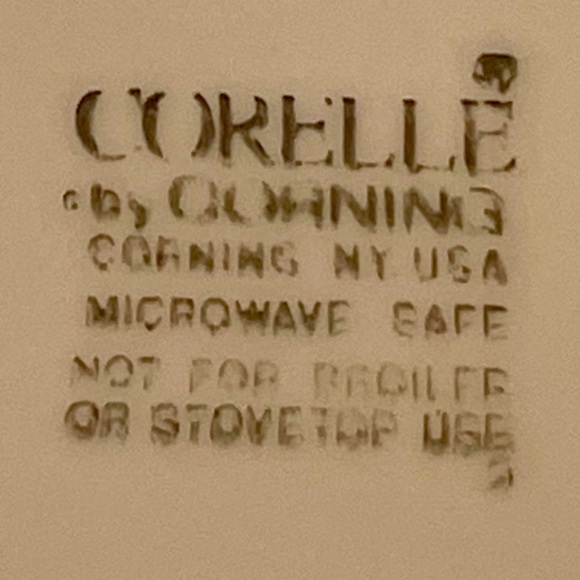 CORELLE®
by CORNING
CORNING NY USA
MICROWAVE SAFE
NOT FOR BROILER
OR STOVETOP USE